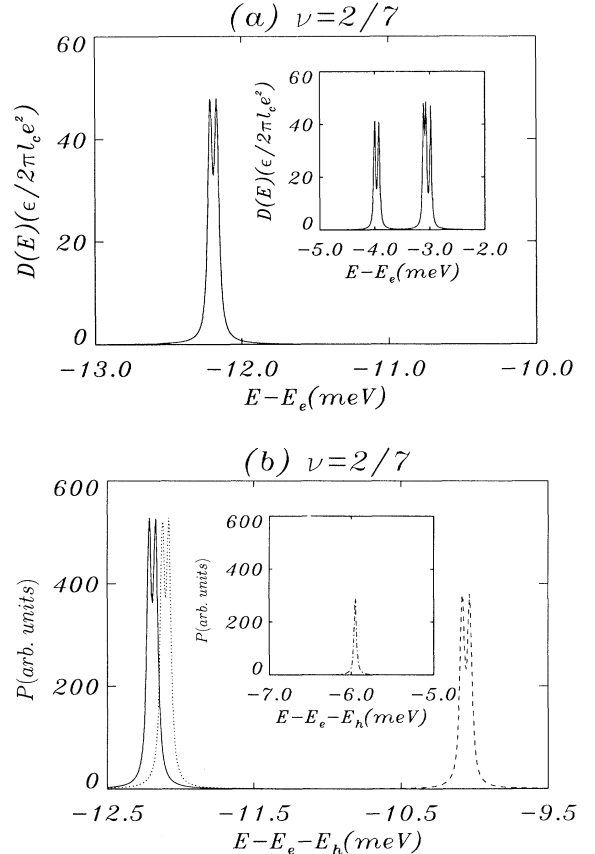 (a) ν=2/7
60
40
20
0
D(E)(ϵ/2πl_c e²)
60
40
20
0
D(E)(ϵ/2πl_c e²)
−5.0 −4.0 −3.0 −2.0
E−E_e(meV)
−13.0 −12.0 −11.0 −10.0
E−E_e(meV)
(b) ν=2/7
600
400
200
0
P(arb. units)
600
400
200
0
P(arb. units)
−7.0 −6.0 −5.0
E−E_e−E_h(meV)
−12.5 −11.5 −10.5 −9.5
E−E_e−E_h(meV)